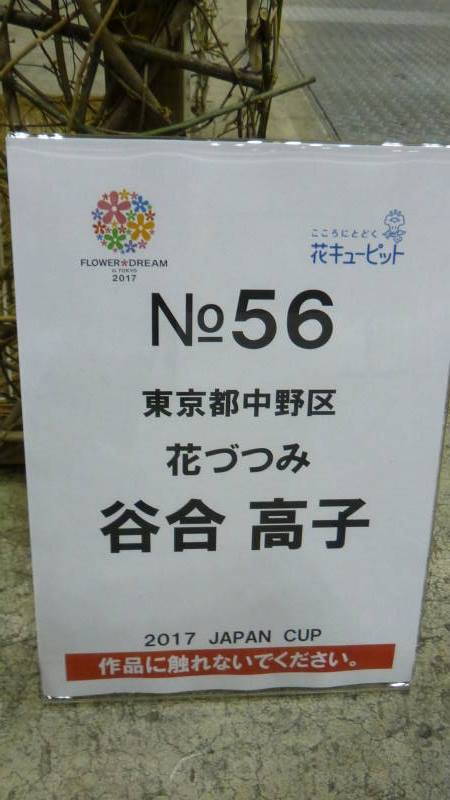 FLOWER★DREAM
in TOKYO
2017
こころにとどく
花キューピット
№56
東京都中野区
花づつみ
谷合 高子
2017 JAPAN CUP
作品に触れないでください。